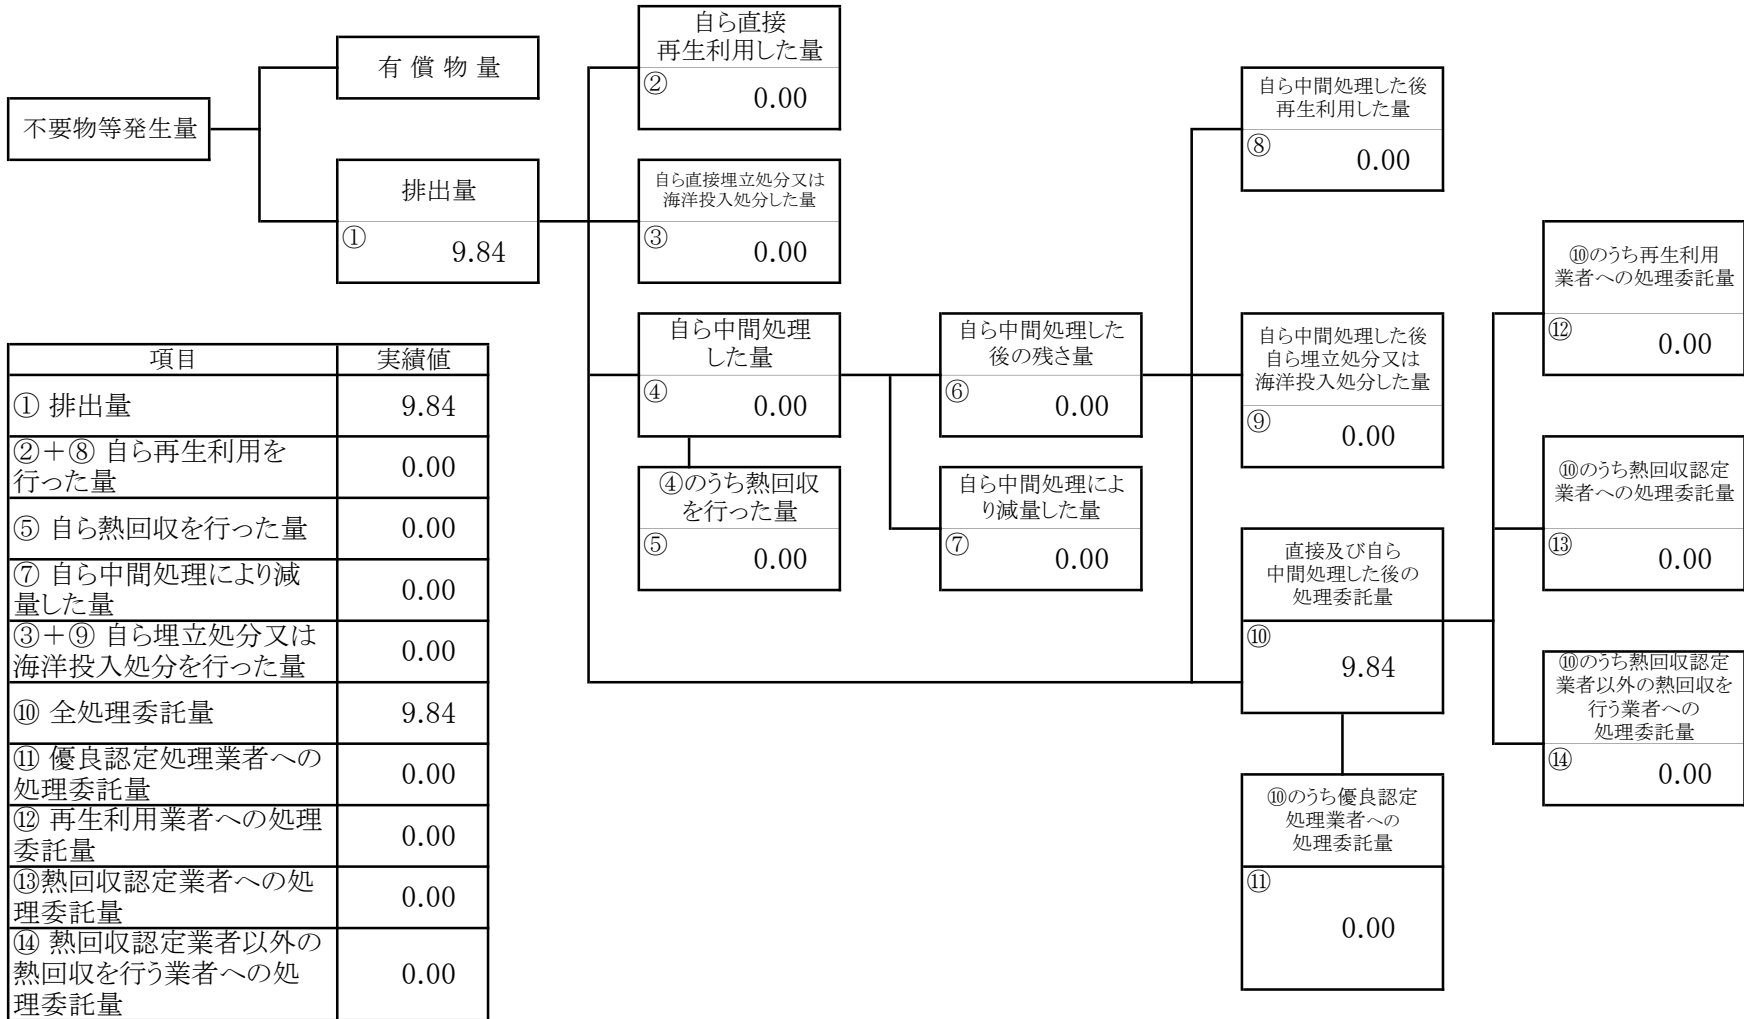 不要物等発生量
有 償 物 量
排出量
①
9.84
自ら直接
再生利用した量
②
0.00
自ら直接埋立処分又は
海洋投入処分した量
③
0.00
自ら中間処理
した量
④
0.00
④のうち熱回収
を行った量
⑤
0.00
自ら中間処理した
後の残さ量
⑥
0.00
自ら中間処理によ
り減量した量
⑦
0.00
自ら中間処理した後
再生利用した量
⑧
0.00
自ら中間処理した後
自ら埋立処分又は
海洋投入処分した量
⑨
0.00
直接及び自ら
中間処理した後の
処理委託量
⑩
9.84
⑩のうち優良認定
処理業者への
処理委託量
⑪
0.00
⑩のうち再生利用
業者への処理委託量
⑫
0.00
⑩のうち熱回収認定
業者への処理委託量
⑬
0.00
⑩のうち熱回収認定
業者以外の熱回収を
行う業者への
処理委託量
⑭
0.00
項目 実績値
① 排出量 9.84
②＋⑧ 自ら再生利用を
行った量 0.00
⑤ 自ら熱回収を行った量 0.00
⑦ 自ら中間処理により減
量した量 0.00
③＋⑨ 自ら埋立処分又は
海洋投入処分を行った量 0.00
⑩ 全処理委託量 9.84
⑪ 優良認定処理業者への
処理委託量 0.00
⑫ 再生利用業者への処理
委託量 0.00
⑬熱回収認定業者への処
理委託量 0.00
⑭ 熱回収認定業者以外の
熱回収を行う業者への処
理委託量 0.00